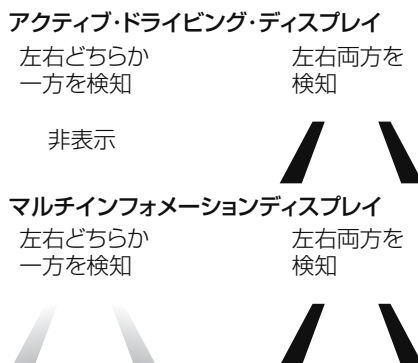 アクティブ・ドライビング・ディスプレイ
左右どちらか 左右両方を
一方を検知 検知
非表示
マルチインフォメーションディスプレイ
左右どちらか 左右両方を
一方を検知 検知